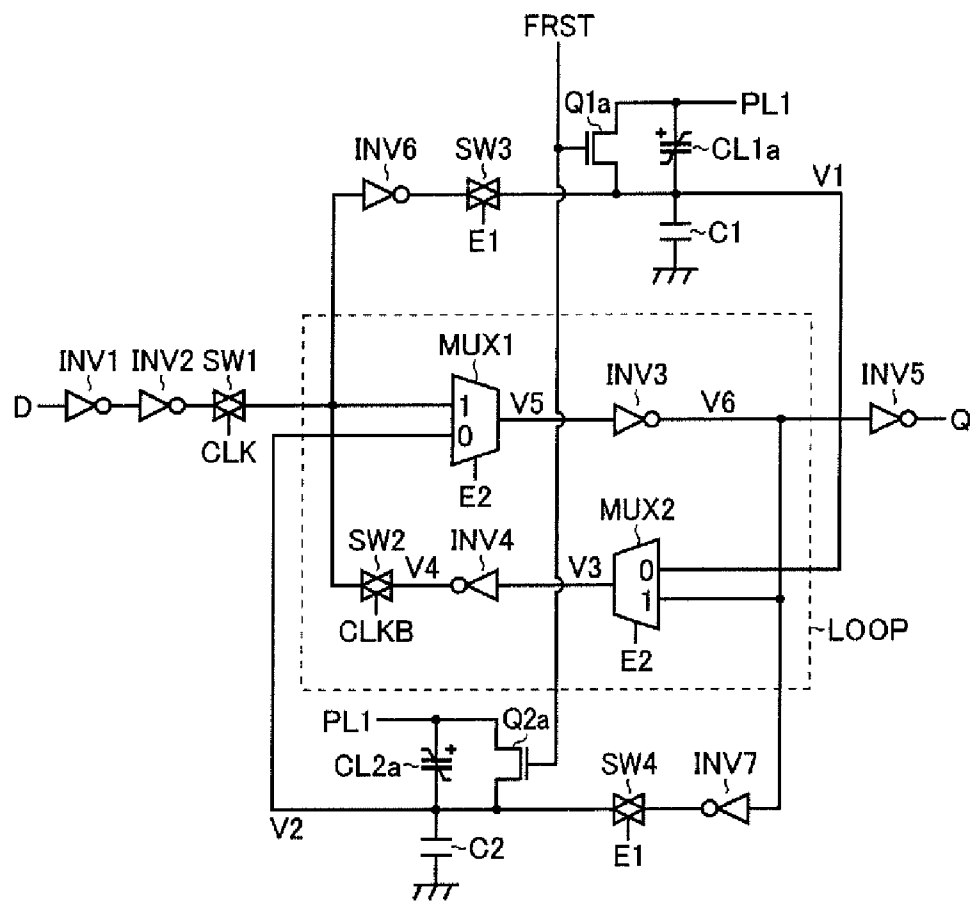 FRST
Q1a
PL1
INV6
SW3
+
CL1a
V1
E1
C1
MUX1
INV1
INV2
SW1
INV3
INV5
D
1
V5
V6
Q
0
CLK
E2
MUX2
SW2
INV4
V4
V3
0
1
CLKB
E2
LOOP
PL1
Q2a
+
CL2a
SW4
INV7
V2
C2
E1